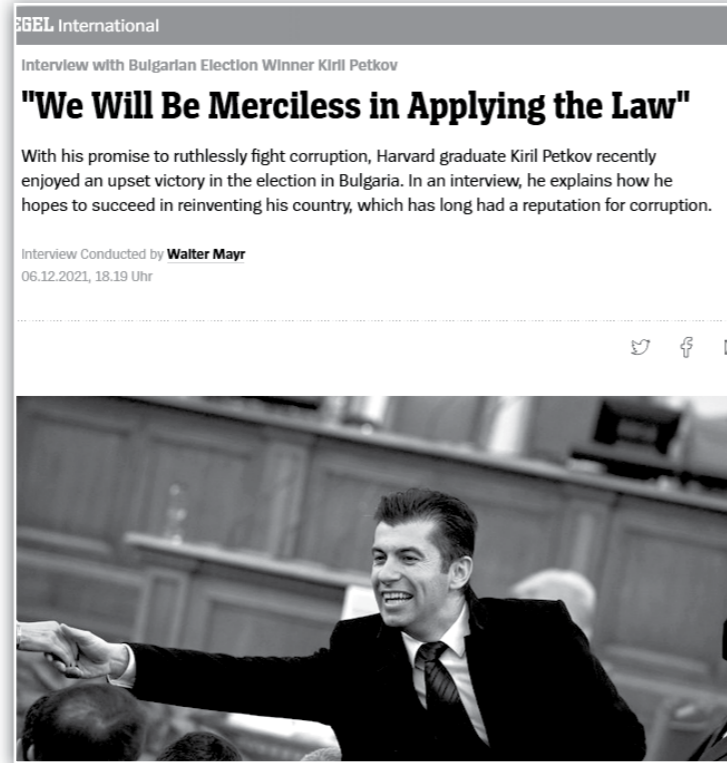 EGEL International
Interview with Bulgarian Election Winner Kiril Petkov
"We Will Be Merciless in Applying the Law"
With his promise to ruthlessly fight corruption, Harvard graduate Kiril Petkov recently
enjoyed an upset victory in the election in Bulgaria. In an interview, he explains how he
hopes to succeed in reinventing his country, which has long had a reputation for corruption.
Interview Conducted by Walter Mayr
06.12.2021, 18.19 Uhr